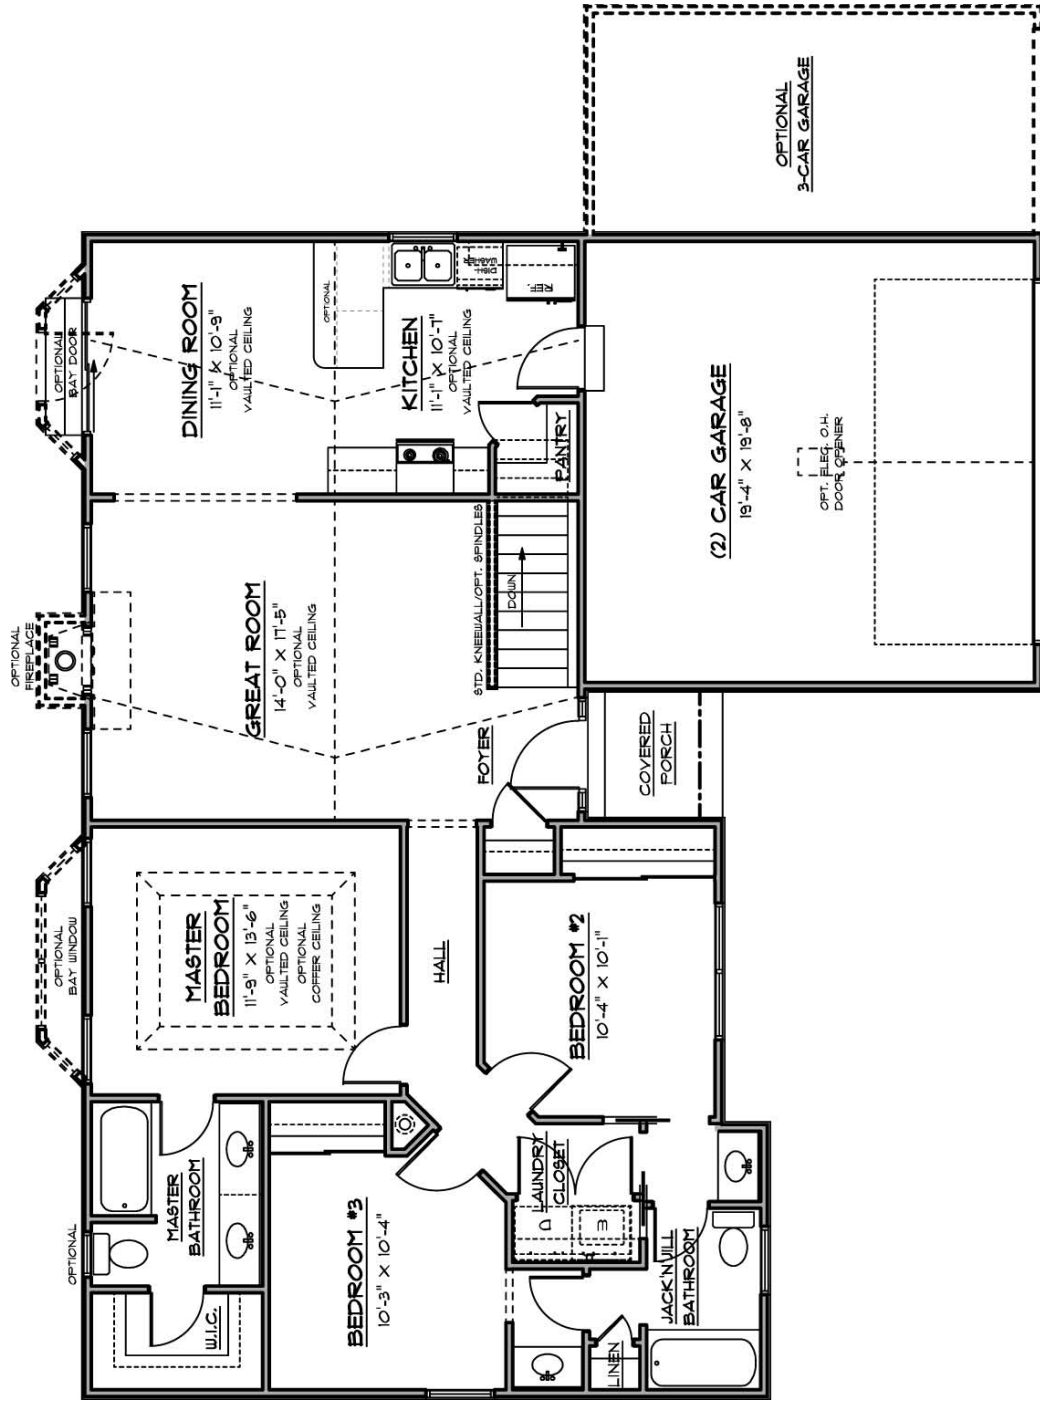 OPTIONAL
3-CAR GARAGE
OPTIONAL
BAY DOOR
DINING ROOM
11'-1" X 10'-9"
OPTIONAL
VAULTED CEILING
OPTIONAL
KITCHEN
11'-1" X 10'-7"
OPTIONAL
VAULTED CEILING
DISH
WASHER
REF.
PANTRY
(2) CAR GARAGE
19'-4" X 19'-8"
OPT. ELEC. O.H.
DOOR OPENER
OPTIONAL
FIREPLACE
GREAT ROOM
14'-0" X 17'-5"
OPTIONAL
VAULTED CEILING
STD. KNEEWALL/OPT. SPINDLES
DOWN
FOYER
COVERED
PORCH
OPTIONAL
BAY WINDOW
MASTER
BEDROOM
11'-9" X 13'-6"
OPTIONAL
VAULTED CEILING
OPTIONAL
COFFER CEILING
HALL
BEDROOM #2
10'-4" X 10'-1"
OPTIONAL
MASTER
BATHROOM
W.I.C.
BEDROOM #3
10'-3" X 10'-4"
LAUNDRY
CLOSET
D
W
JACK'N'JILL
BATHROOM
LINEN